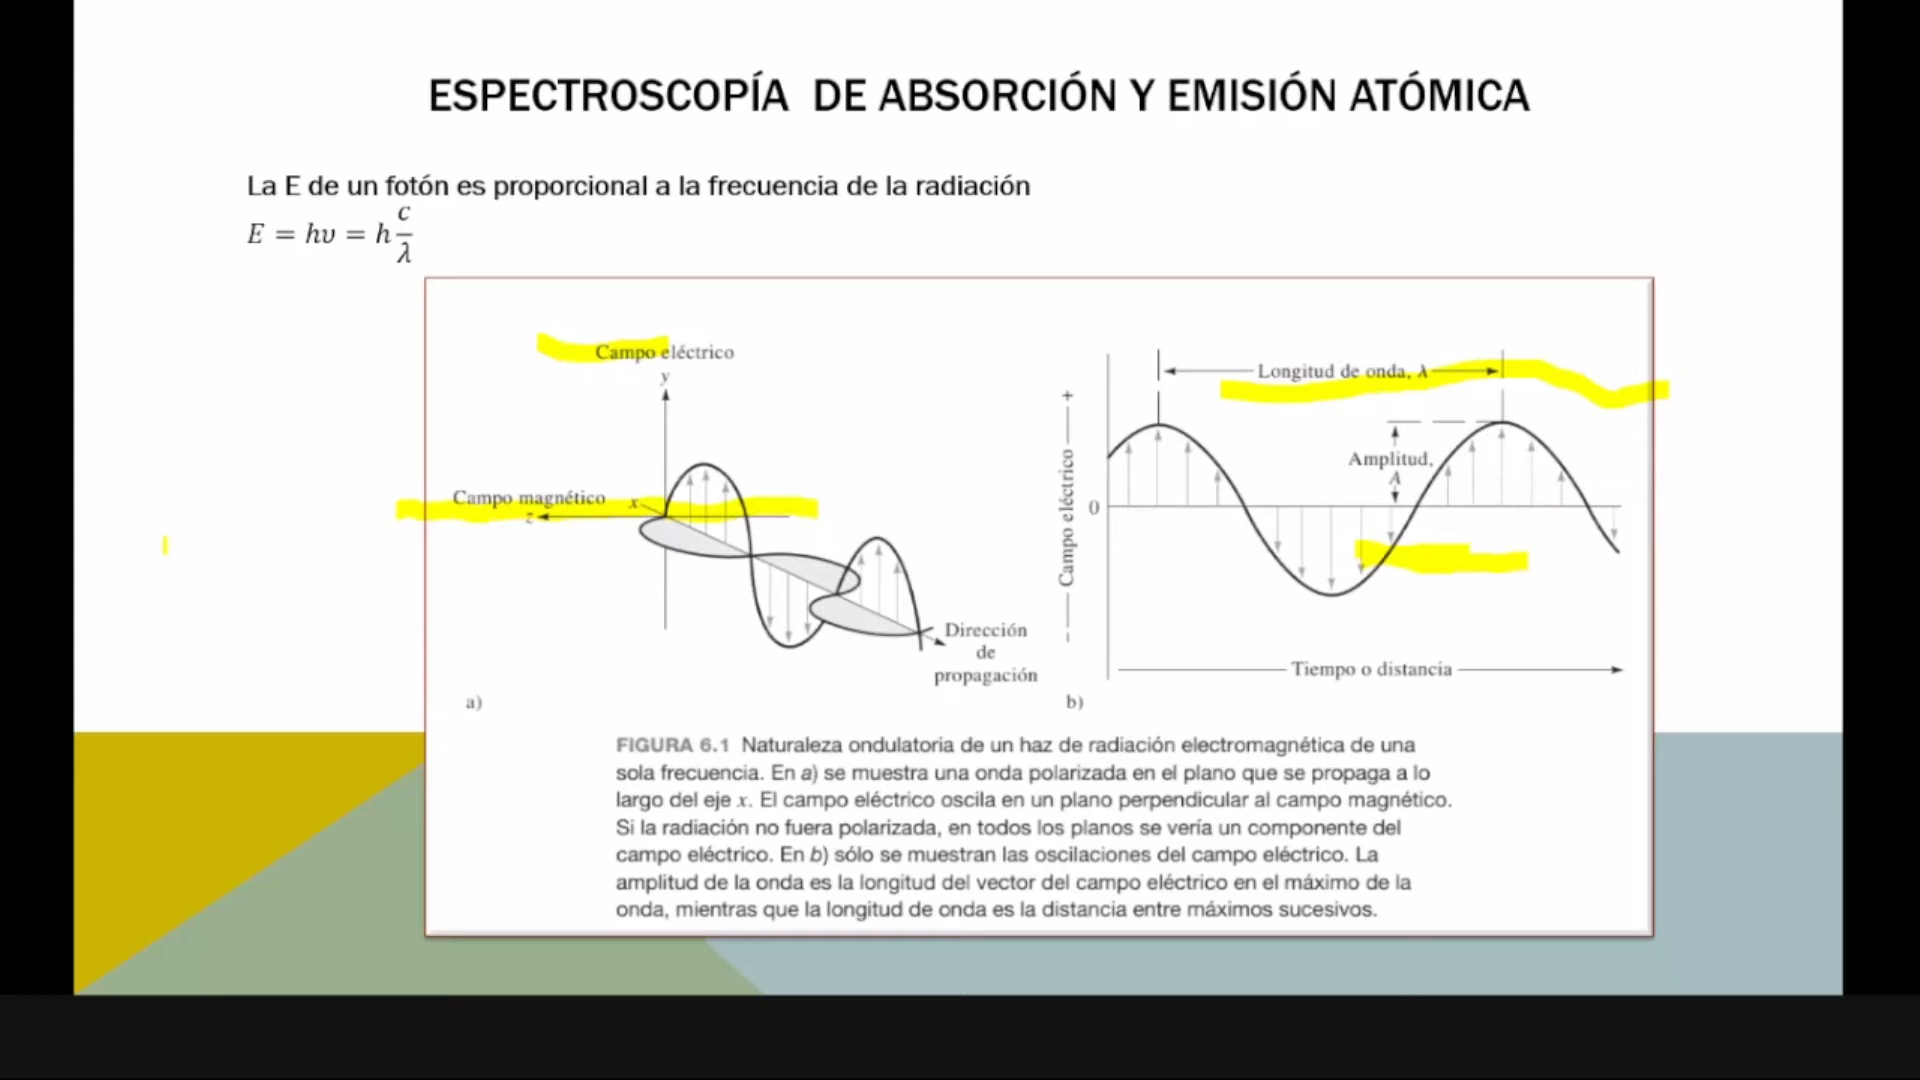 ESPECTROSCOPÍA DE ABSORCIÓN Y EMISIÓN ATÓMICA
La E de un fotón es proporcional a la frecuencia de la radiación
E = hυ = h c/λ
Campo eléctrico
y
Campo magnético
x
z
Dirección
de
propagación
a)
Longitud de onda, λ
Amplitud,
A
+
Campo eléctrico
-
0
Tiempo o distancia
b)
FIGURA 6.1 Naturaleza ondulatoria de un haz de radiación electromagnética de una
sola frecuencia. En a) se muestra una onda polarizada en el plano que se propaga a lo
largo del eje x. El campo eléctrico oscila en un plano perpendicular al campo magnético.
Si la radiación no fuera polarizada, en todos los planos se vería un componente del
campo eléctrico. En b) sólo se muestran las oscilaciones del campo eléctrico. La
amplitud de la onda es la longitud del vector del campo eléctrico en el máximo de la
onda, mientras que la longitud de onda es la distancia entre máximos sucesivos.